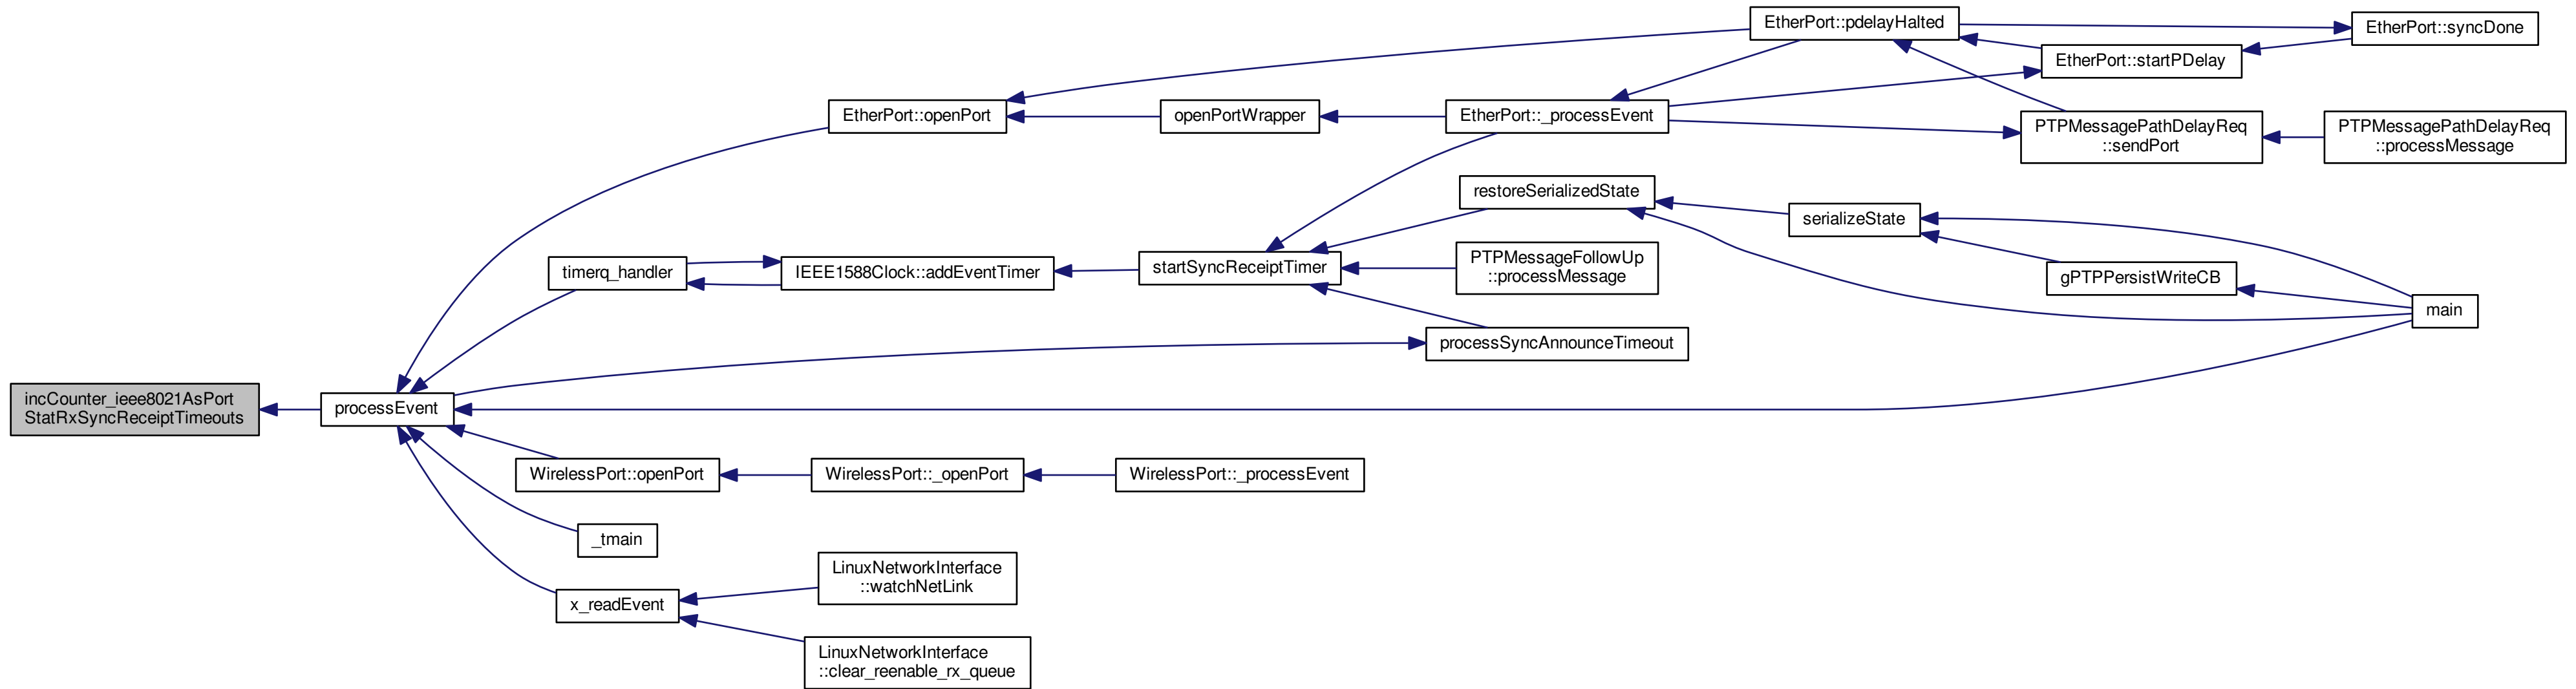 EtherPort::pdelayHalted
EtherPort::syncDone
EtherPort::startPDelay
EtherPort::openPort
openPortWrapper
EtherPort::_processEvent
PTPMessagePathDelayReq
::sendPort
PTPMessagePathDelayReq
::processMessage
restoreSerializedState
serializeState
timerq_handler
IEEE1588Clock::addEventTimer
startSyncReceiptTimer
PTPMessageFollowUp
::processMessage
gPTPPersistWriteCB
main
processSyncAnnounceTimeout
incCounter_ieee8021AsPort
StatRxSyncReceiptTimeouts
processEvent
WirelessPort::openPort
WirelessPort::_openPort
WirelessPort::_processEvent
_tmain
LinuxNetworkInterface
::watchNetLink
x_readEvent
LinuxNetworkInterface
::clear_reenable_rx_queue